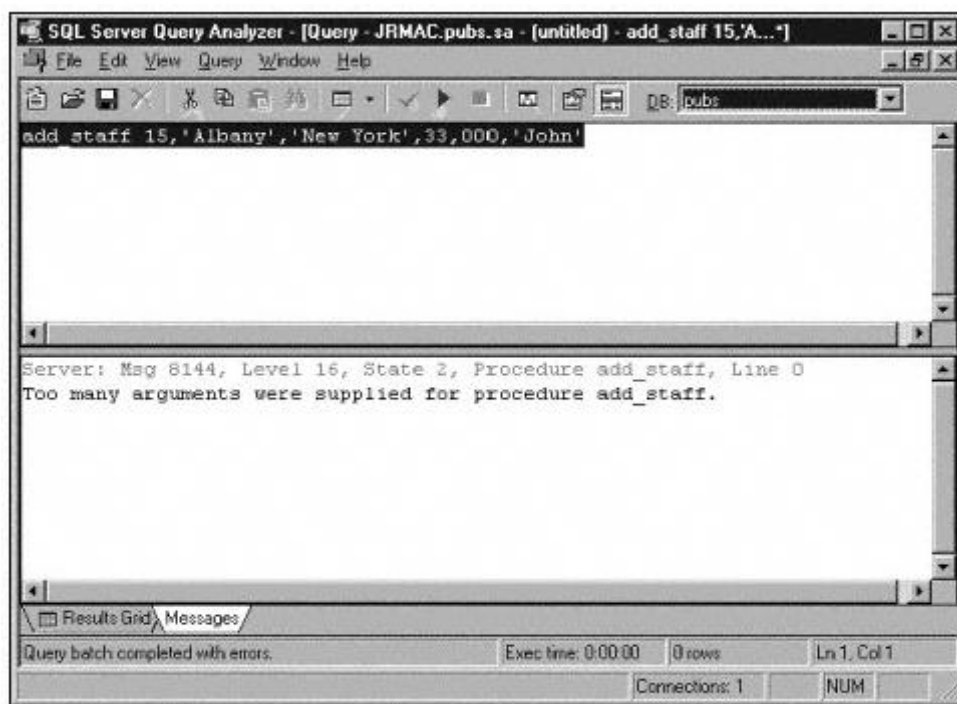 SQL Server Query Analyzer - [Query - JRMAC.pubs.sa - (untitled) - add_staff 15,'A...*]
File Edit View Query Window Help
DB: pubs
add_staff 15,'Albany','New York',33,000,'John'
Server: Msg 8144, Level 16, State 2, Procedure add_staff, Line 0
Too many arguments were supplied for procedure add_staff.
Results Grid Messages
Query batch completed with errors. Exec time: 0:00:00 0 rows Ln 1, Col 1
Connections: 1 NUM